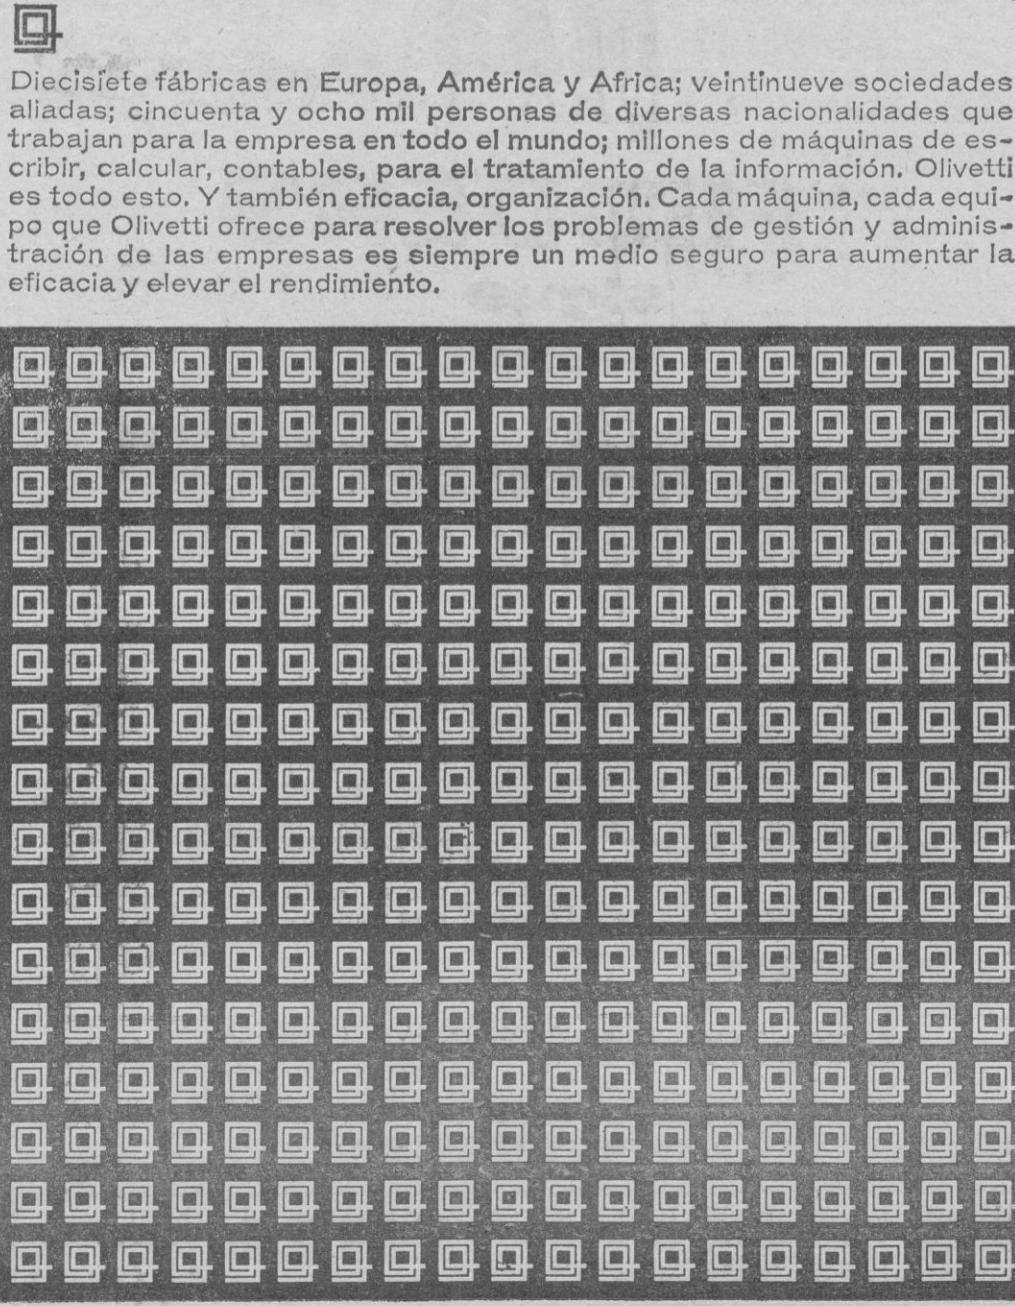 Diecisiete fábricas en Europa, América y Africa; veintinueve sociedades
aliadas; cincuenta y ocho mil personas de diversas nacionalidades que
trabajan para la empresa en todo el mundo; millones de máquinas de es-
cribir, calcular, contables, para el tratamiento de la información. Olivetti
es todo esto. Y también eficacia, organización. Cada máquina, cada equi-
po que Olivetti ofrece para resolver los problemas de gestión y adminis-
tración de las empresas es siempre un medio seguro para aumentar la
eficacia y elevar el rendimiento.